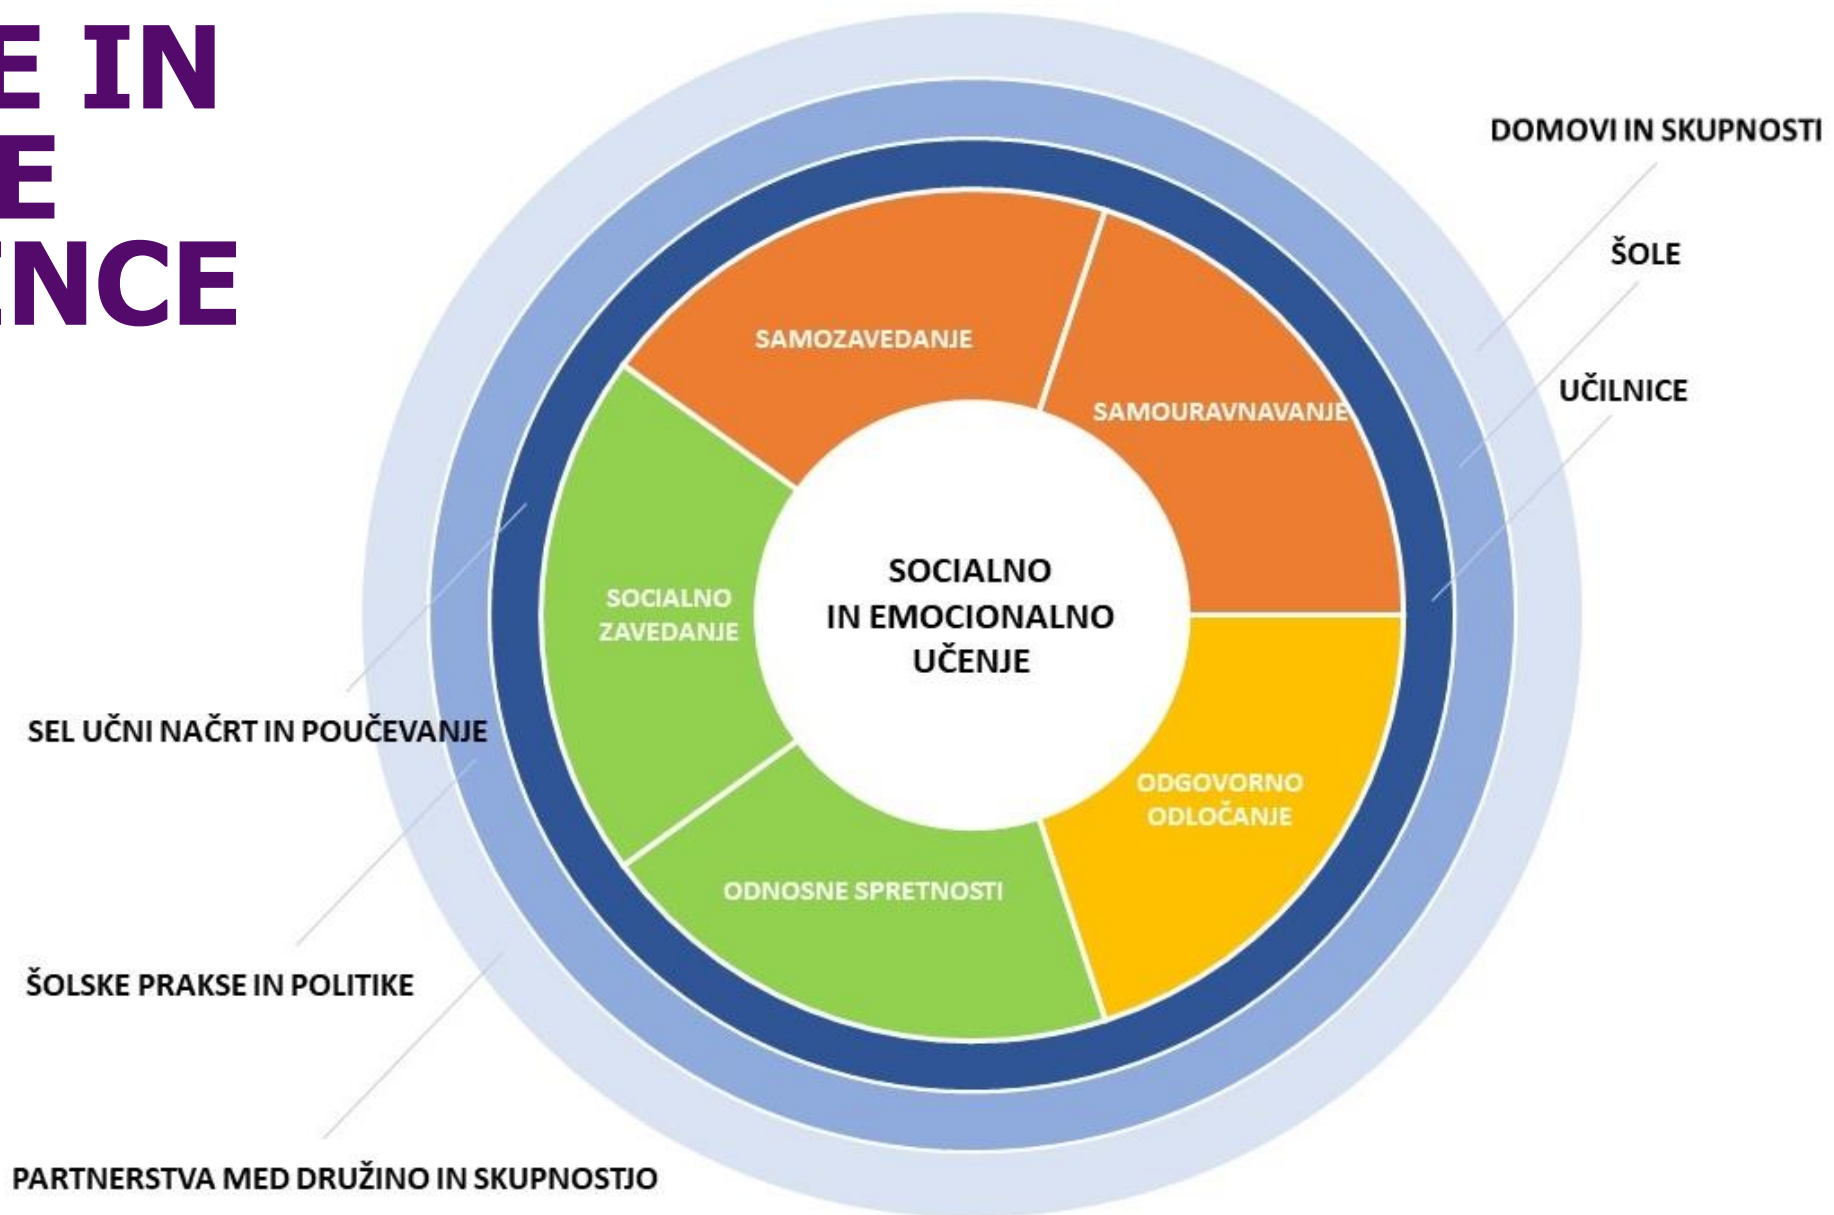 E IN
E
INCE
DOMOVI IN SKUPNOSTI
ŠOLE
UČILNICE
SAMOZAVEDANJE
SAMOURAVNAVANJE
SOCIALNO
ZAVEDANJE
SOCIALNO
IN EMOCIONALNO
UČENJE
ODGOVORNO
ODLOČANJE
ODNOSNE SPRETNOSTI
SEL UČNI NAČRT IN POUČEVANJE
ŠOLSKE PRAKSE IN POLITIKE
PARTNERSTVA MED DRUŽINO IN SKUPNOSTJO